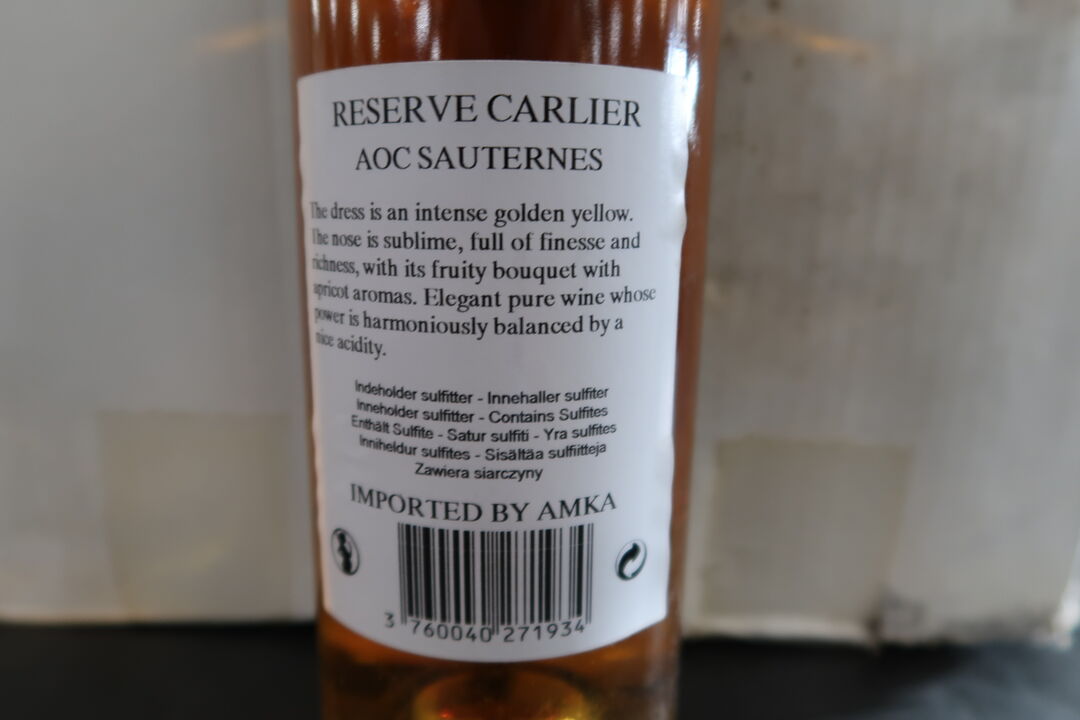 RESERVE CARLIER
AOC SAUTERNES
The dress is an intense golden yellow.
The nose is sublime, full of finesse and
richness, with its fruity bouquet with
apricot aromas. Elegant pure wine whose
power is harmoniously balanced by a
nice acidity.
Indeholder sulfitter - Innehaller sulfiter
Inneholder sulfitter - Contains Sulfites
Enthält Sulfite - Satur sulfiti - Yra sulfites
Inniheldur sulfites - Sisältäa sulfiitteja
Zawiera siarczyny
IMPORTED BY AMKA
3 760040 271934